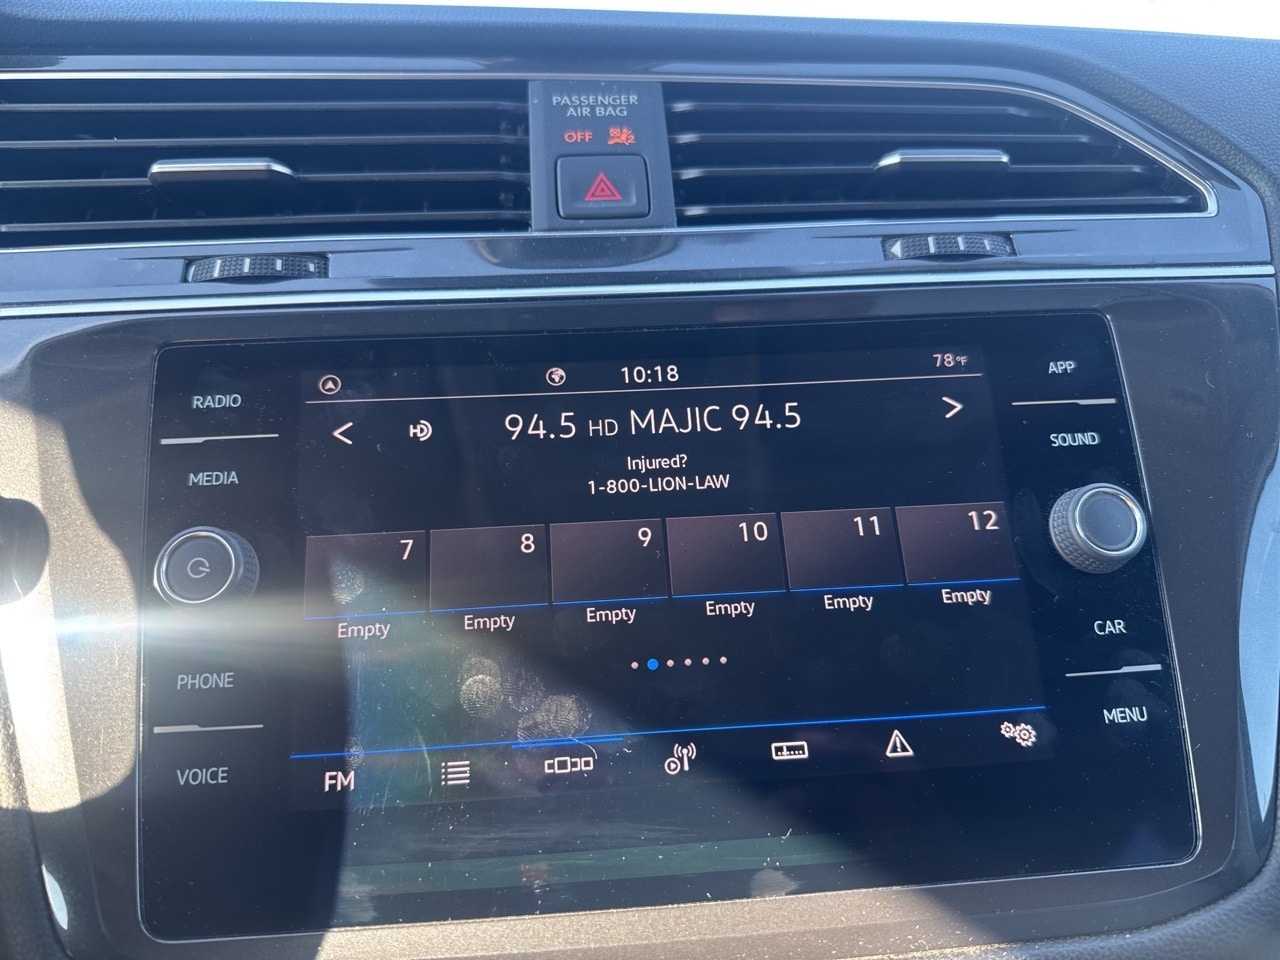 PASSENGER
AIR BAG
OFF
RADIO
MEDIA
PHONE
VOICE
10:18
78°F
HD
94.5 HD MAJIC 94.5
Injured?
1-800-LION-LAW
7
8
9
10
11
12
Empty
Empty
Empty
Empty
Empty
Empty
FM
APP
SOUND
CAR
MENU